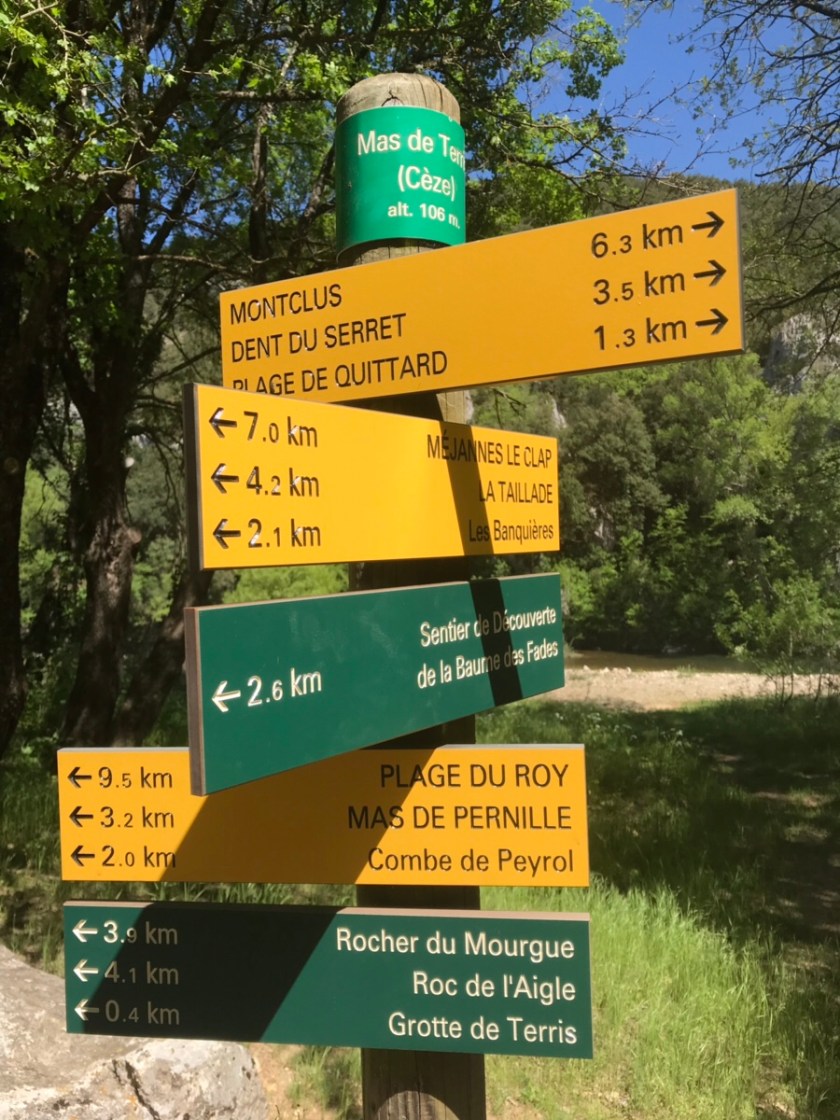 Mas de Terris
(Cèze)
alt. 106 m.
MONTCLUS 6.3 km →
DENT DU SERRET 3.5 km →
PLAGE DE QUITTARD 1.3 km →
← 7.0 km MÉJANNES LE CLAP
← 4.2 km LA TAILLADE
← 2.1 km Les Banquières
Sentier de Découverte
← 2.6 km de la Baume des Fades
← 9.5 km PLAGE DU ROY
← 3.2 km MAS DE PERNILLE
← 2.0 km Combe de Peyrol
← 3.9 km Rocher du Mourgue
← 4.1 km Roc de l'Aigle
← 0.4 km Grotte de Terris